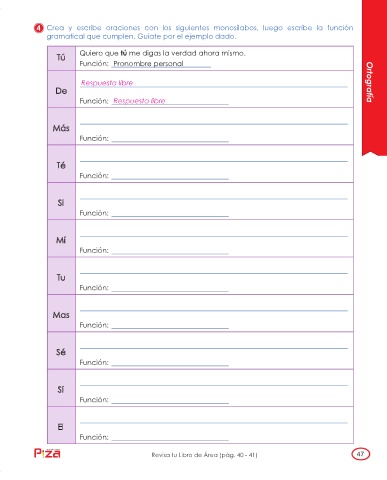 4 Crea y escribe oraciones con los siguientes monosílabos, luego escribe la función
gramatical que cumplen. Guíate por el ejemplo dado.
Tú
Quiero que tú me digas la verdad ahora mismo.
Función: Pronombre personal
De
Respuesta libre
Función: Respuesta libre
Más
Función:
Té
Función:
Si
Función:
Mí
Función:
Tu
Función:
Mas
Función:
Sé
Función:
Sí
Función:
El
Función:
Ortografía
Pizza
Revisa tu Libro de Área (pág. 40 - 41)
47